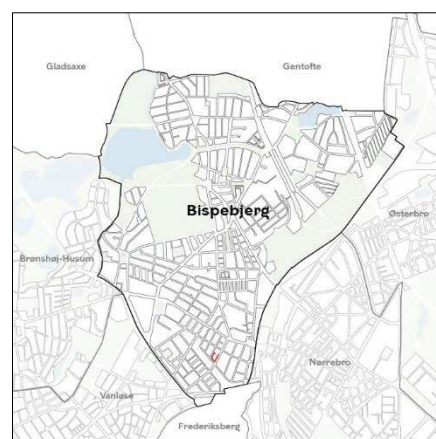 Gladsaxe
Gentofte
Bispebjerg
Østerbro
Brønshøj-Husum
Nørrebro
Vanløse
Frederiksberg